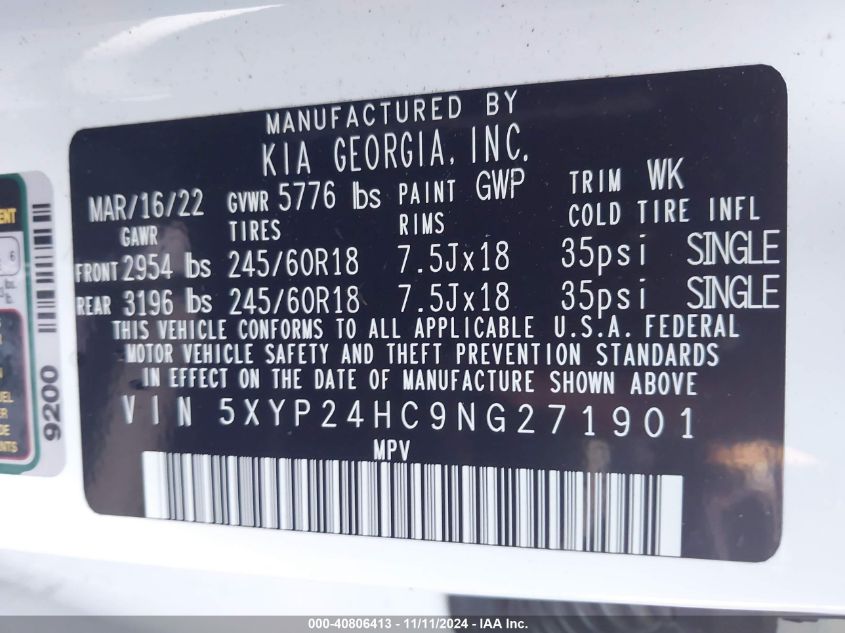 MANUFACTURED BY
KIA GEORGIA, INC.
MAR/16/22 GVWR 5776 lbs PAINT GWP TRIM WK
GAWR TIRES RIMS COLD TIRE INFL
FRONT 2954 lbs 245/60R18 7.5Jx18 35psi SINGLE
REAR 3196 lbs 245/60R18 7.5Jx18 35psi SINGLE
THIS VEHICLE CONFORMS TO ALL APPLICABLE U.S.A. FEDERAL
MOTOR VEHICLE SAFETY AND THEFT PREVENTION STANDARDS
IN EFFECT ON THE DATE OF MANUFACTURE SHOWN ABOVE
VIN 5XYP24HC9NG271901
MPV
9200
000-40806413 - 11/11/2024 - IAA Inc.